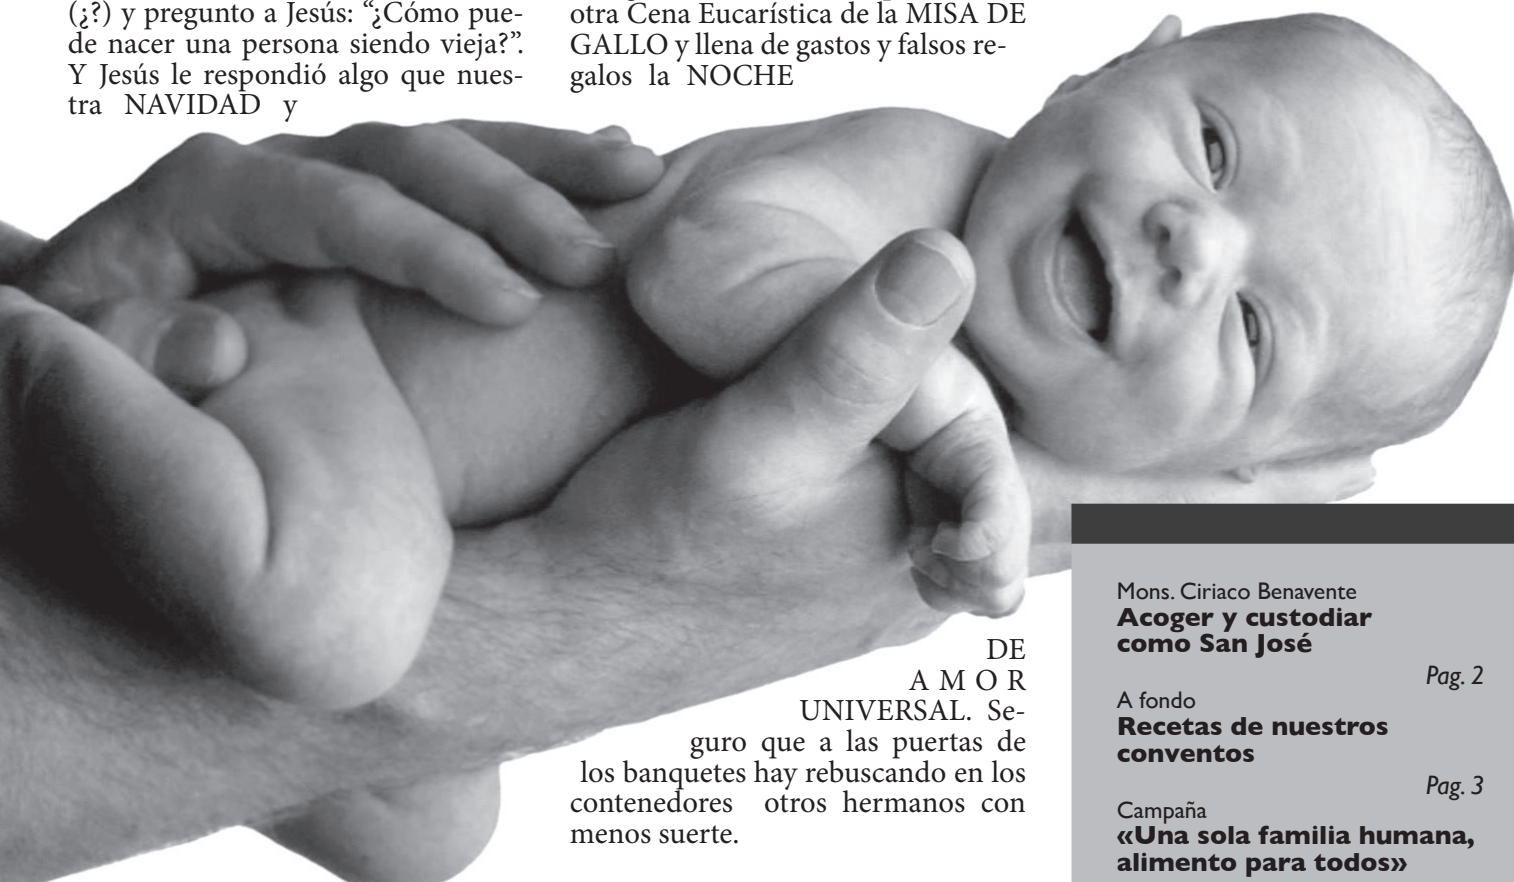 (¿?) y pregunto a Jesús: “¿Cómo pue-
de nacer una persona siendo vieja?”.
Y Jesús le respondió algo que nues-
tra NAVIDAD y
otra Cena Eucarística de la MISA DE
GALLO y llena de gastos y falsos re-
galos la NOCHE
DE
A M O R
UNIVERSAL. Se-
guro que a las puertas de
los banquetes hay rebuscando en los
contenedores otros hermanos con
menos suerte.
Mons. Ciriaco Benavente
Acoger y custodiar
como San José
Pag. 2
A fondo
Recetas de nuestros
conventos
Pag. 3
Campaña
«Una sola familia humana,
alimento para todos»